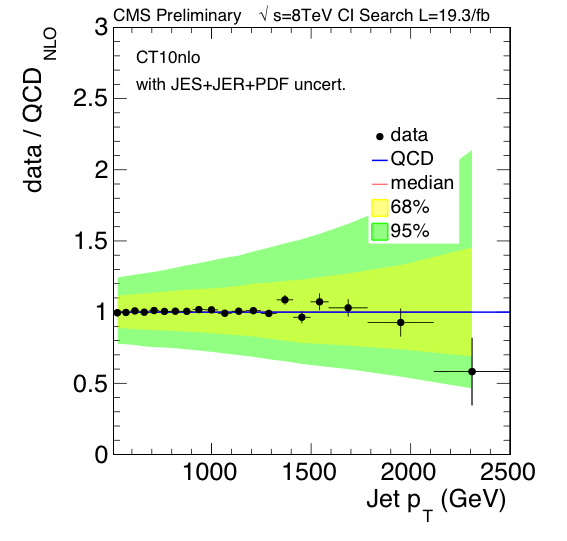 CMS Preliminary √ s=8TeV CI Search L=19.3/fb
data / QCD NLO
3
2.5
2
1.5
1
0.5
0
CT10nlo
with JES+JER+PDF uncert.
data
QCD
median
68%
95%
1000 1500 2000 2500
Jet p T (GeV)